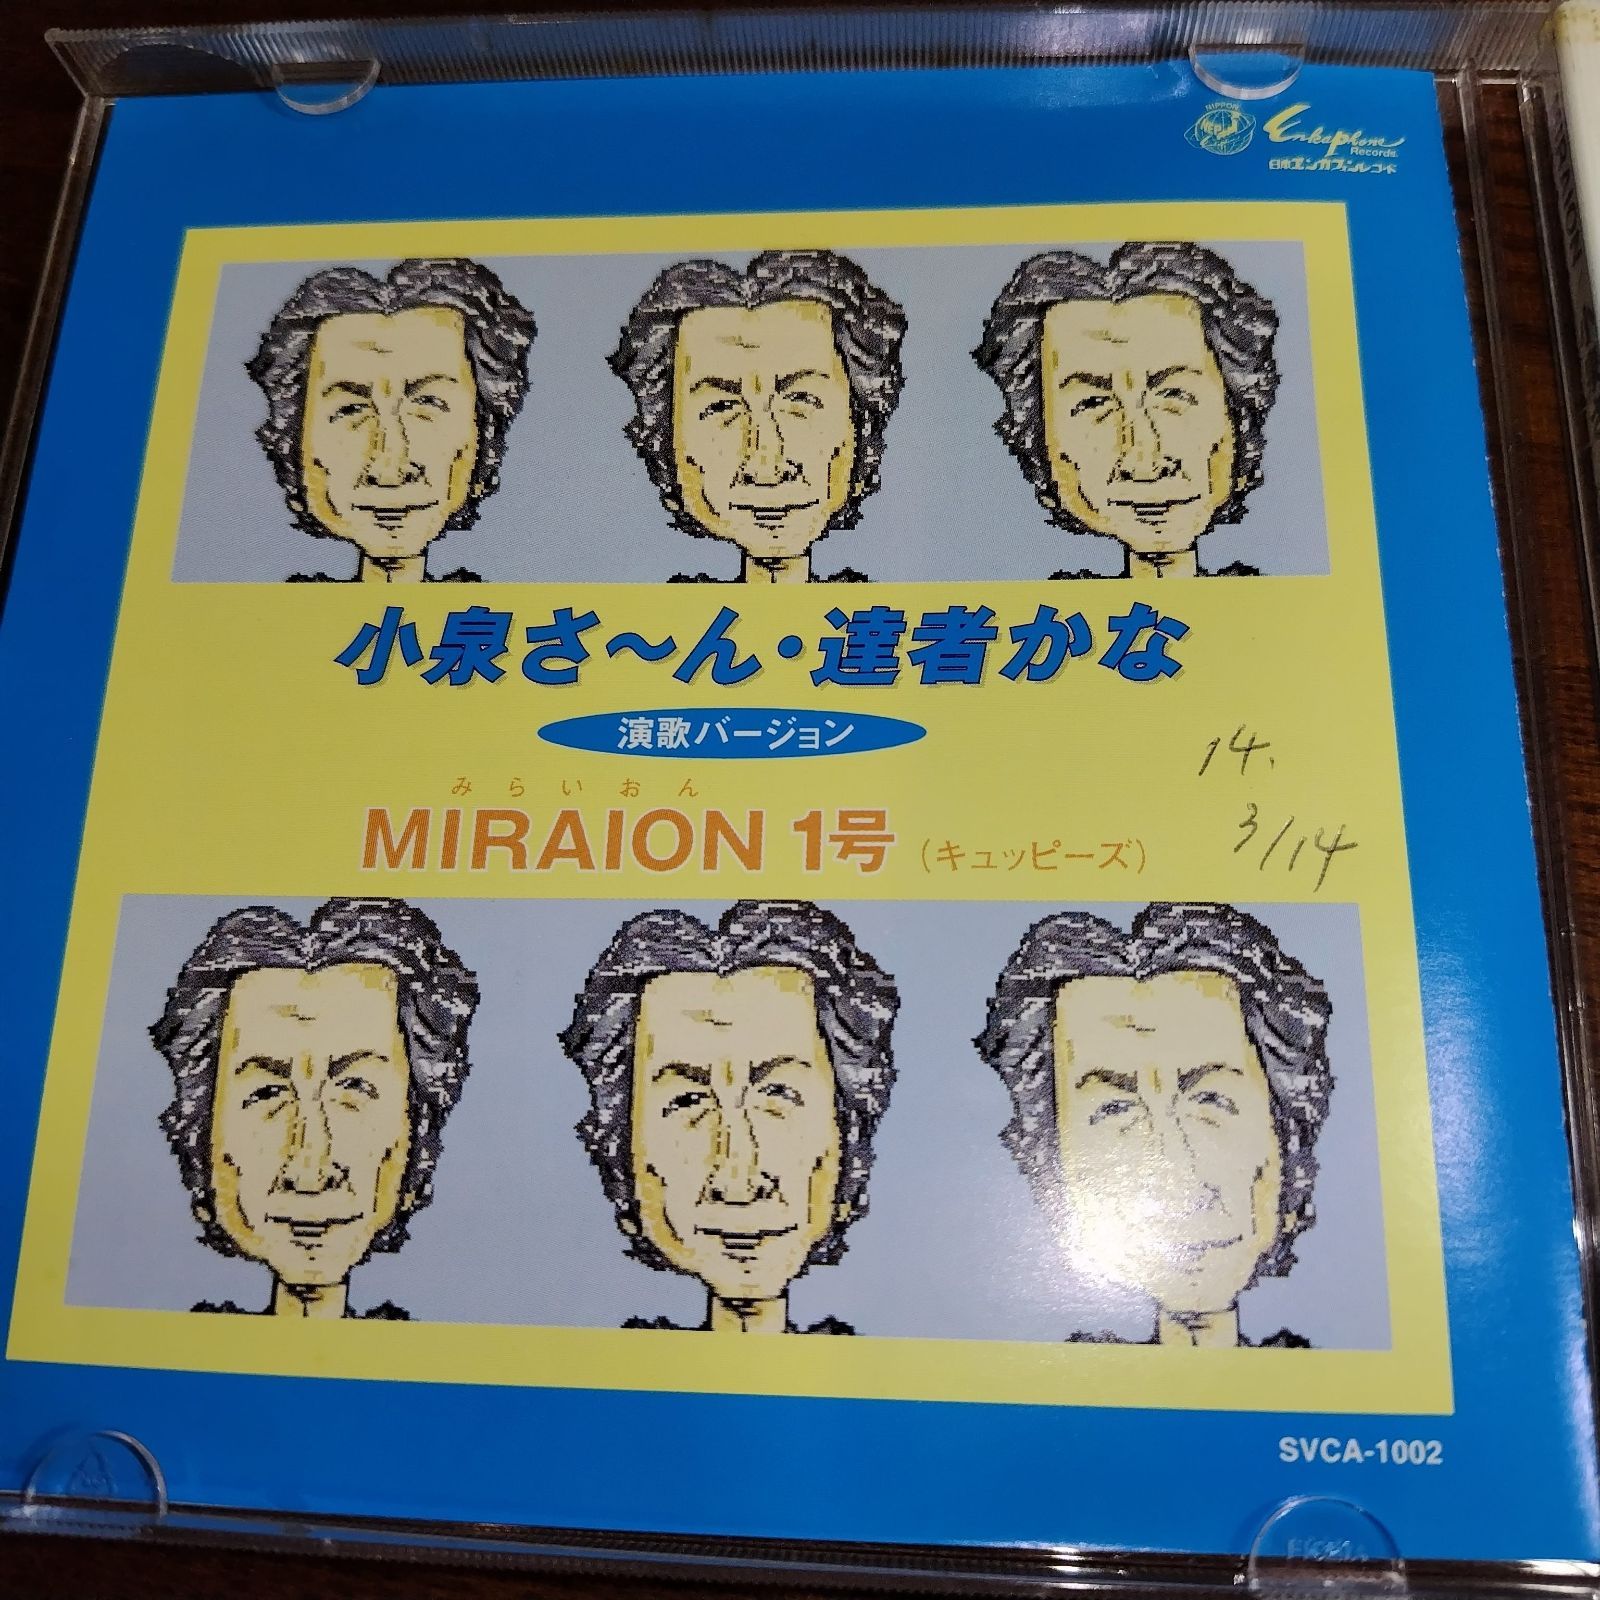 NIPPON
Enkaphone
Records.
日本エンカフォンレコード
小泉さ～ん・達者かな
演歌バージョン
みらいおん
MIRAION 1号 (キュッピーズ)
14.
3/14
SVCA-1002